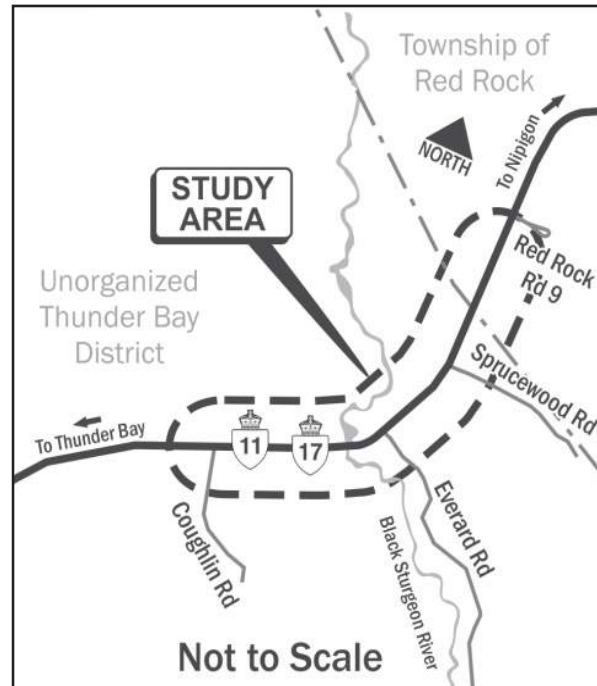 Township of
Red Rock
NORTH
To Nipigon
STUDY
AREA
Red Rock
Rd 9
Unorganized
Thunder Bay
District
Sprucewood Rd
To Thunder Bay
11
17
Coughlin Rd
Everard Rd
Black Sturgeon River
Not to Scale